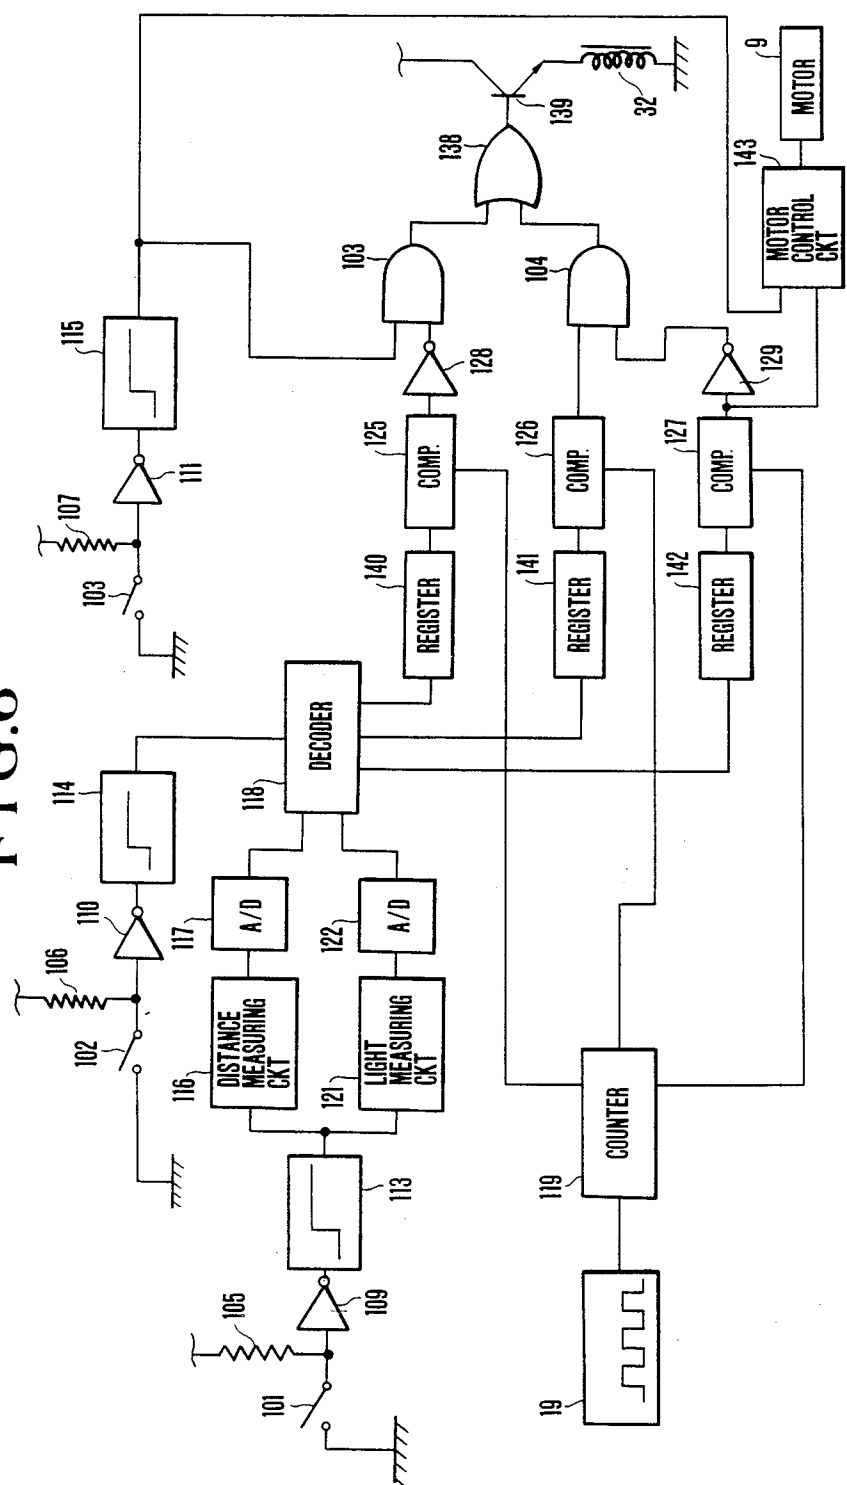 FIG.6
101
105
109
113
102
106
110
114
103
107
111
115
116
DISTANCE
MEASURING
CKT
117
A/D
121
LIGHT
MEASURING
CKT
122
A/D
118
DECODER
19
119
COUNTER
140
REGISTER
125
COMP.
128
103
141
REGISTER
126
COMP.
104
142
REGISTER
127
COMP.
129
138
139
32
143
MOTOR
CONTROL
CKT
9
MOTOR